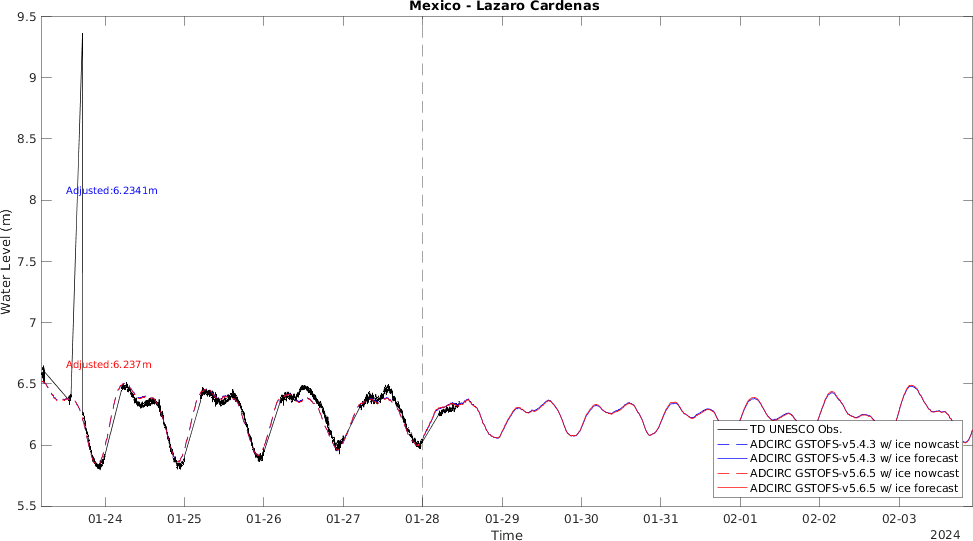 Mexico - Lazaro Cardenas
9.5
9
8.5
8
7.5
7
6.5
6
5.5
Water Level (m)
Adjusted:6.2341m
Adjusted:6.237m
TD UNESCO Obs.
ADCIRC GSTOFS-v5.4.3 w/ ice nowcast
ADCIRC GSTOFS-v5.4.3 w/ ice forecast
ADCIRC GSTOFS-v5.6.5 w/ ice nowcast
ADCIRC GSTOFS-v5.6.5 w/ ice forecast
01-24 01-25 01-26 01-27 01-28 01-29 01-30 01-31 02-01 02-02 02-03
Time
2024